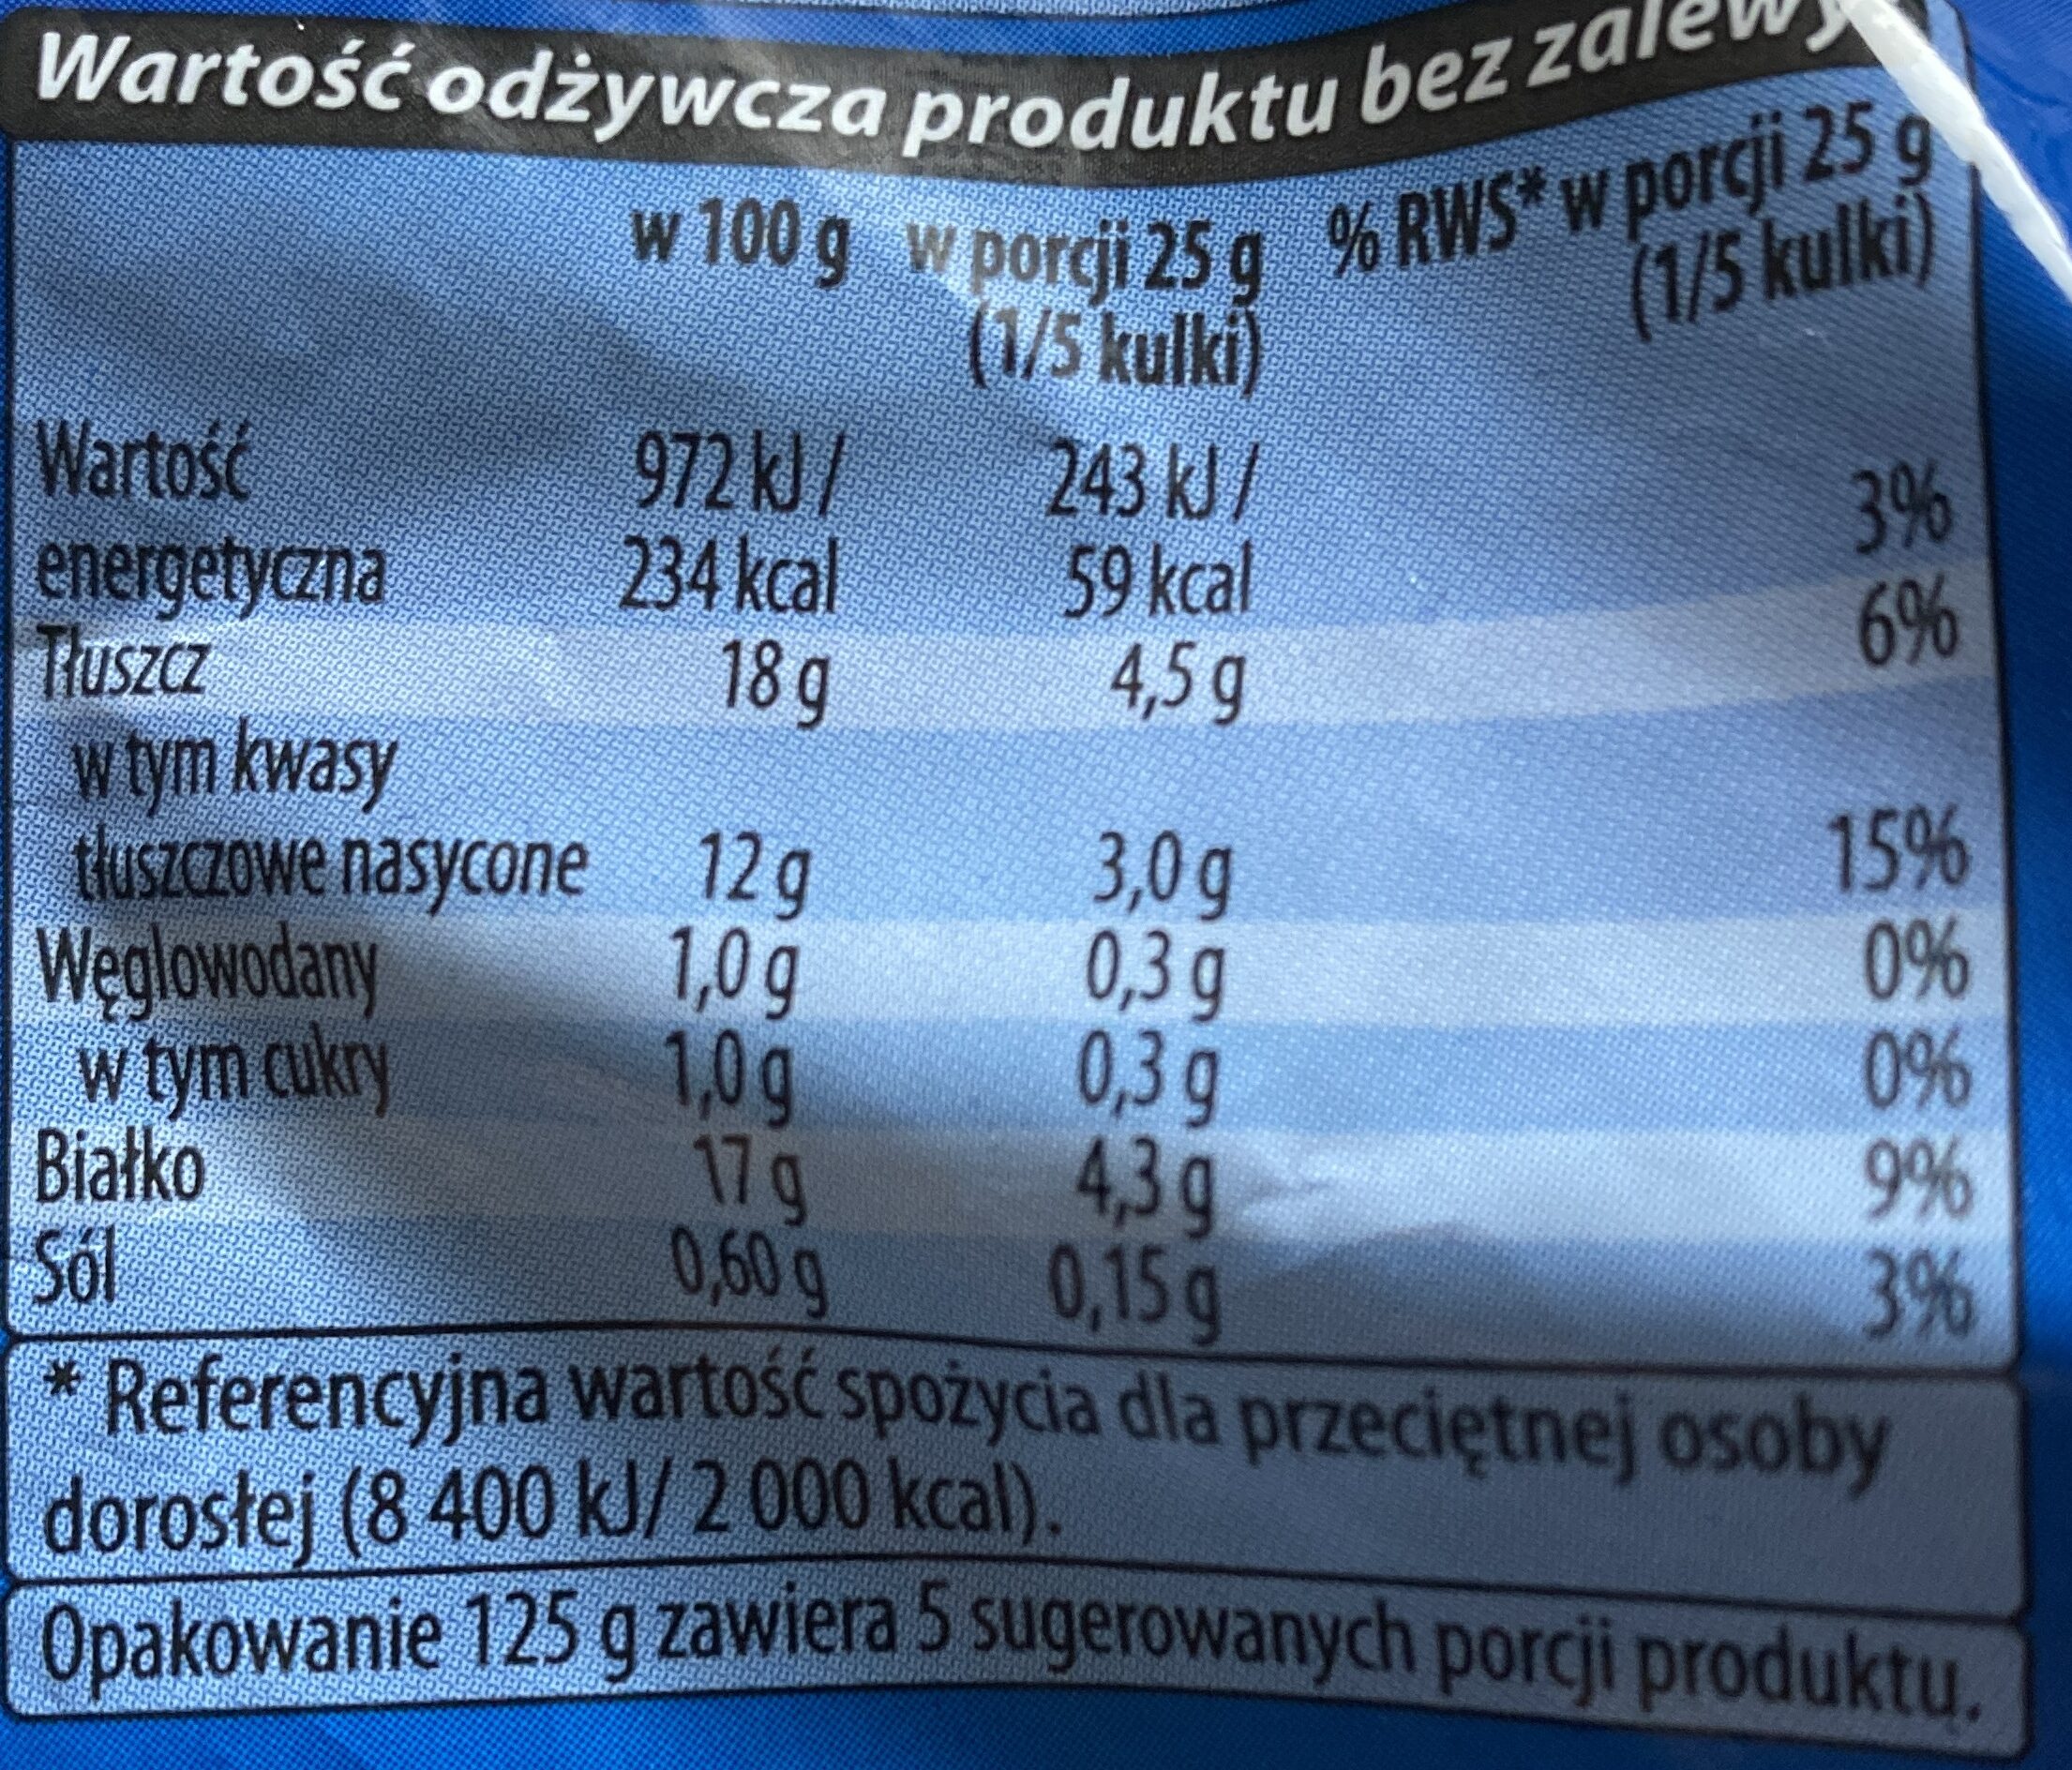 Wartość odżywcza produktu bez zalewy
w 100 g w porcji 25 g % RWS* w porcji 25 g
(1/5 kulki) (1/5 kulki)
Wartość 972 kJ / 243 kJ / 3%
energetyczna 234 kcal 59 kcal
Tłuszcz 18 g 4,5 g 6%
w tym kwasy
tłuszczowe nasycone 12 g 3,0 g 15%
Węglowodany 1,0 g 0,3 g 0%
w tym cukry 1,0 g 0,3 g 0%
Białko 17 g 4,3 g 9%
Sól 0,60 g 0,15 g 3%
* Referencyjna wartość spożycia dla przeciętnej osoby
dorosłej (8 400 kJ/ 2 000 kcal).
Opakowanie 125 g zawiera 5 sugerowanych porcji produktu.